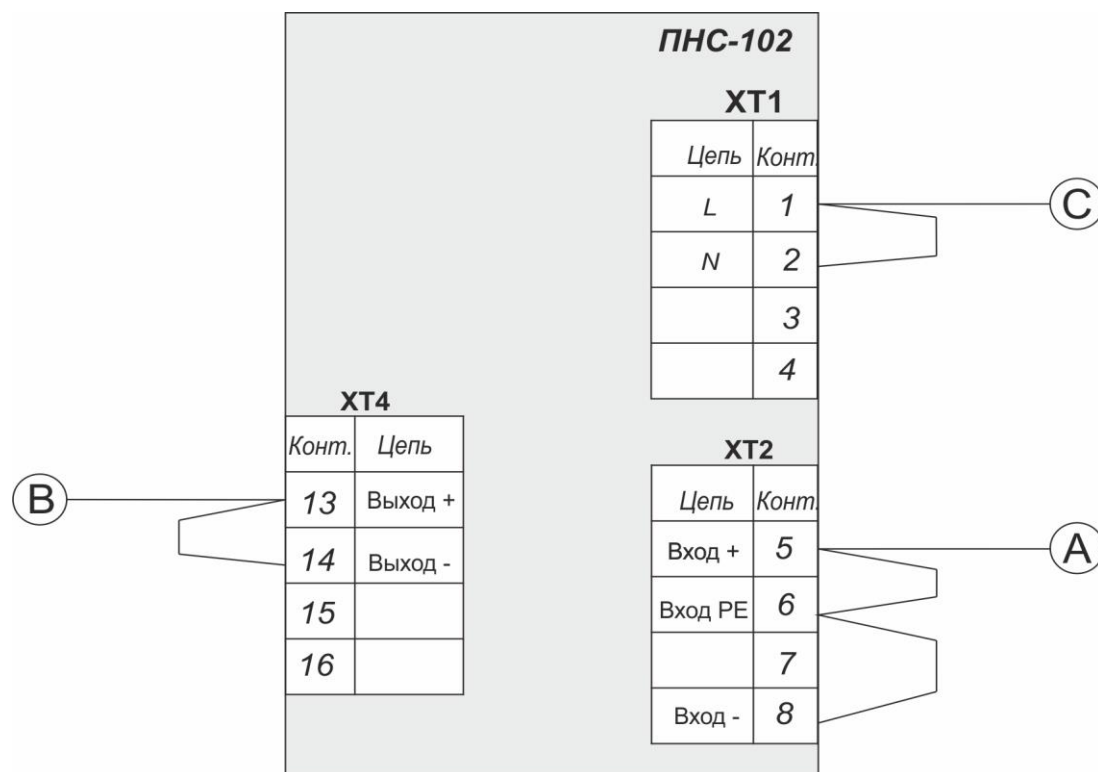 ПНС-102
XT1
Цепь Конт.
L 1
N 2
3
4
C
XT4
Конт. Цепь
13 Выход +
14 Выход -
15
16
B
XT2
Цепь Конт.
Вход + 5
Вход PE 6
7
Вход - 8
A